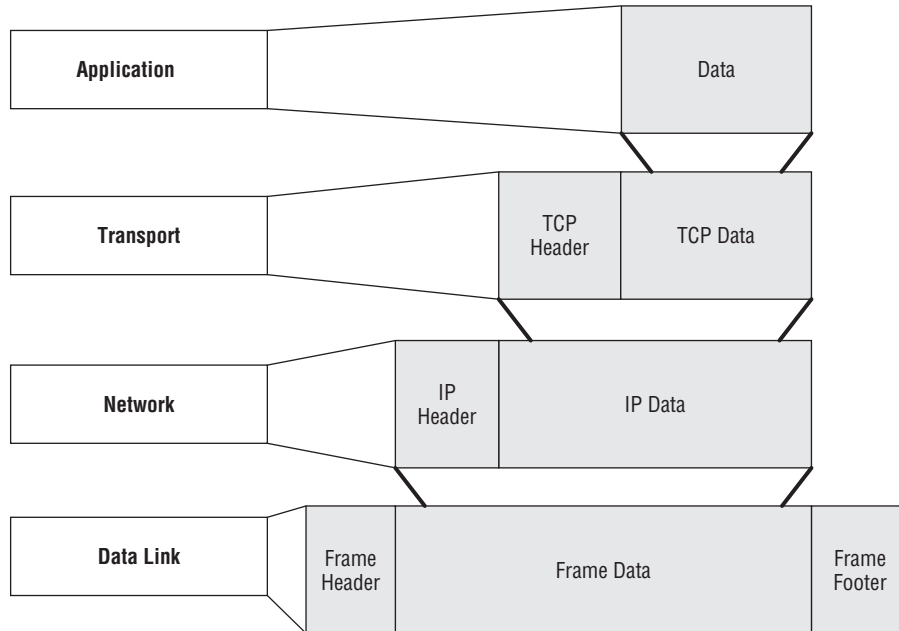 Application
Data
Transport
TCP
Header
TCP Data
Network
IP
Header
IP Data
Data Link
Frame
Header
Frame Data
Frame
Footer